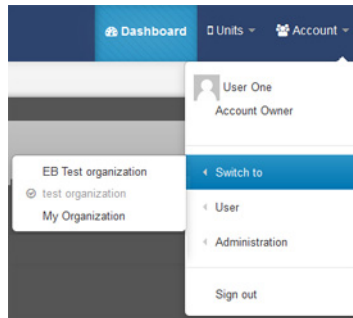 Dashboard Units Account
User One
Account Owner
EB Test organization
test organization
My Organization
Switch to
User
Administration
Sign out